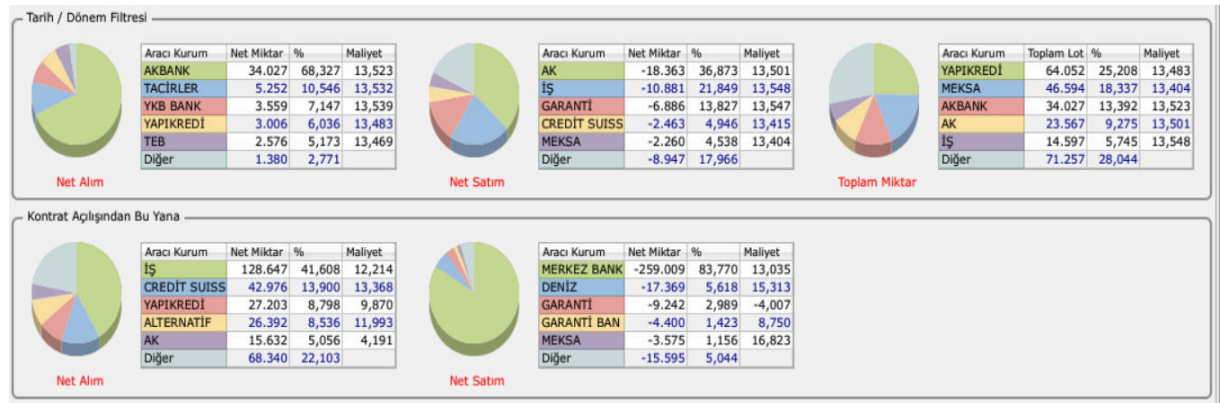 Tarih / Dönem Filtresi
Aracı Kurum Net Miktar % Maliyet
AKBANK 34.027 68,327 13,523
TACİRLER 5.252 10,546 13,532
YKB BANK 3.559 7,147 13,539
YAPIKREDİ 3.006 6,036 13,483
TEB 2.576 5,173 13,469
Diğer 1.380 2,771
Net Alım
Aracı Kurum Net Miktar % Maliyet
AK -18.363 36,873 13,501
İŞ -10.881 21,849 13,548
GARANTİ -6.886 13,827 13,547
CREDİT SUISS -2.463 4,946 13,415
MEKSA -2.260 4,538 13,404
Diğer -8.947 17,966
Net Satım
Aracı Kurum Toplam Lot % Maliyet
YAPIKREDİ 64.052 25,208 13,483
MEKSA 46.594 18,337 13,404
AKBANK 34.027 13,392 13,523
AK 23.567 9,275 13,501
İŞ 14.597 5,745 13,548
Diğer 71.257 28,044
Toplam Miktar
Kontrat Açılışından Bu Yana
Aracı Kurum Net Miktar % Maliyet
İŞ 128.647 41,608 12,214
CREDİT SUISS 42.976 13,900 13,368
YAPIKREDİ 27.203 8,798 9,870
ALTERNATİF 26.392 8,536 11,993
AK 15.632 5,056 4,191
Diğer 68.340 22,103
Net Alım
Aracı Kurum Net Miktar % Maliyet
MERKEZ BANK -259.009 83,770 13,035
DENİZ -17.369 5,618 15,313
GARANTİ -9.242 2,989 -4,007
GARANTİ BAN -4.400 1,423 8,750
MEKSA -3.575 1,156 16,823
Diğer -15.595 5,044
Net Satım